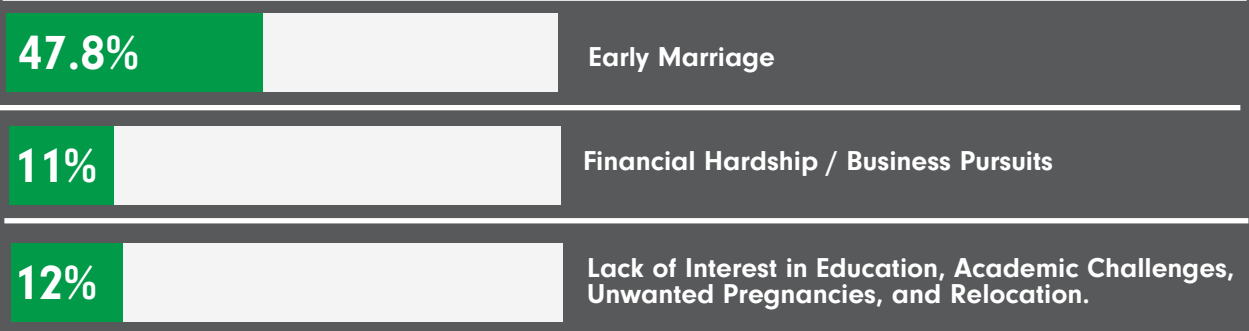 47.8%
Early Marriage
11%
Financial Hardship / Business Pursuits
12%
Lack of Interest in Education, Academic Challenges,
Unwanted Pregnancies, and Relocation.